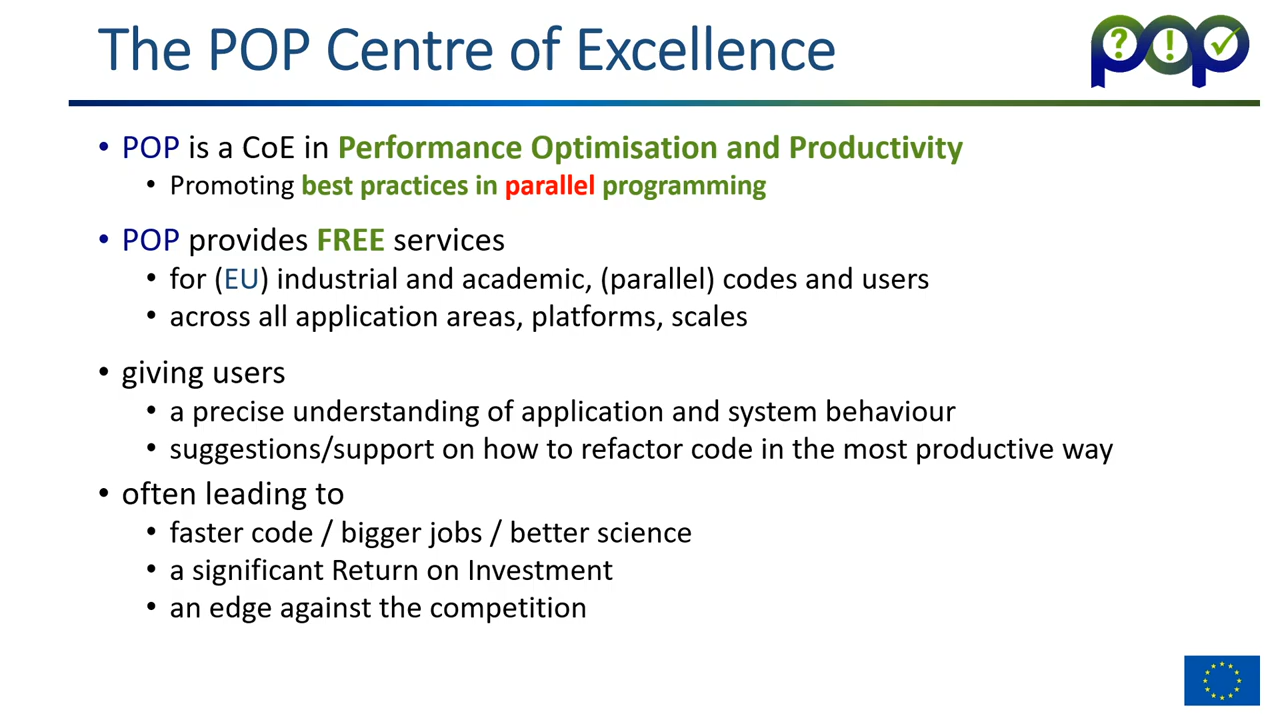 The POP Centre of Excellence
pop
? ! ✓
• POP is a CoE in Performance Optimisation and Productivity
• Promoting best practices in parallel programming
• POP provides FREE services
• for (EU) industrial and academic, (parallel) codes and users
• across all application areas, platforms, scales
• giving users
• a precise understanding of application and system behaviour
• suggestions/support on how to refactor code in the most productive way
• often leading to
• faster code / bigger jobs / better science
• a significant Return on Investment
• an edge against the competition